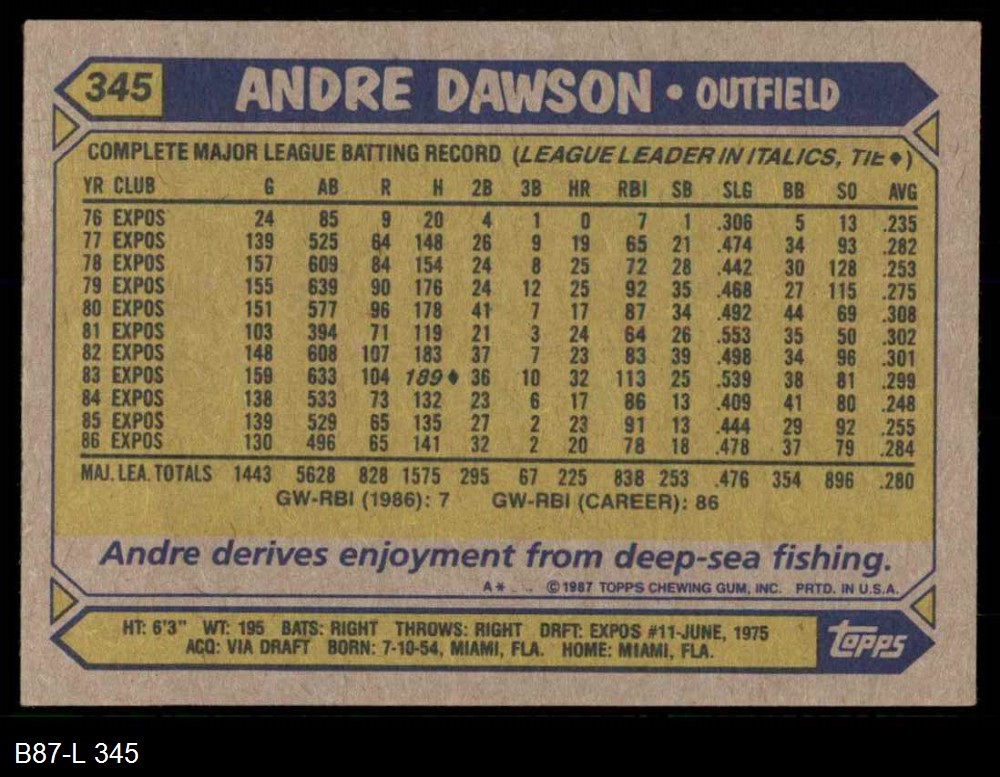 345 ANDRE DAWSON • OUTFIELD
COMPLETE MAJOR LEAGUE BATTING RECORD (LEAGUE LEADER IN ITALICS, TIE ♦)
YR CLUB G AB R H 2B 3B HR RBI SB SLG BB SO AVG
76 EXPOS 24 85 9 20 4 1 0 7 1 .306 5 13 .235
77 EXPOS 139 525 64 148 26 9 19 65 21 .474 34 93 .282
78 EXPOS 157 609 84 154 24 8 25 72 28 .442 30 128 .253
79 EXPOS 155 639 90 176 24 12 25 92 35 .468 27 115 .275
80 EXPOS 151 577 96 178 41 7 17 87 34 .492 44 69 .308
81 EXPOS 103 394 71 119 21 3 24 64 26 .553 35 50 .302
82 EXPOS 148 608 107 183 37 7 23 83 39 .498 34 96 .301
83 EXPOS 159 633 104 189♦ 36 10 32 113 25 .539 38 81 .299
84 EXPOS 138 533 73 132 23 6 17 86 13 .409 41 80 .248
85 EXPOS 139 529 65 135 27 2 23 91 13 .444 29 92 .255
86 EXPOS 130 496 65 141 32 2 20 78 18 .478 37 79 .284
MAJ. LEA. TOTALS 1443 5628 828 1575 295 67 225 838 253 .476 354 896 .280
GW-RBI (1986): 7 GW-RBI (CAREER): 86
Andre derives enjoyment from deep-sea fishing.
A* © 1987 TOPPS CHEWING GUM, INC. PRTD. IN U.S.A.
HT: 6'3" WT: 195 BATS: RIGHT THROWS: RIGHT DRFT: EXPOS #11-JUNE, 1975
ACQ: VIA DRAFT BORN: 7-10-54, MIAMI, FLA. HOME: MIAMI, FLA.
topps
B87-L 345